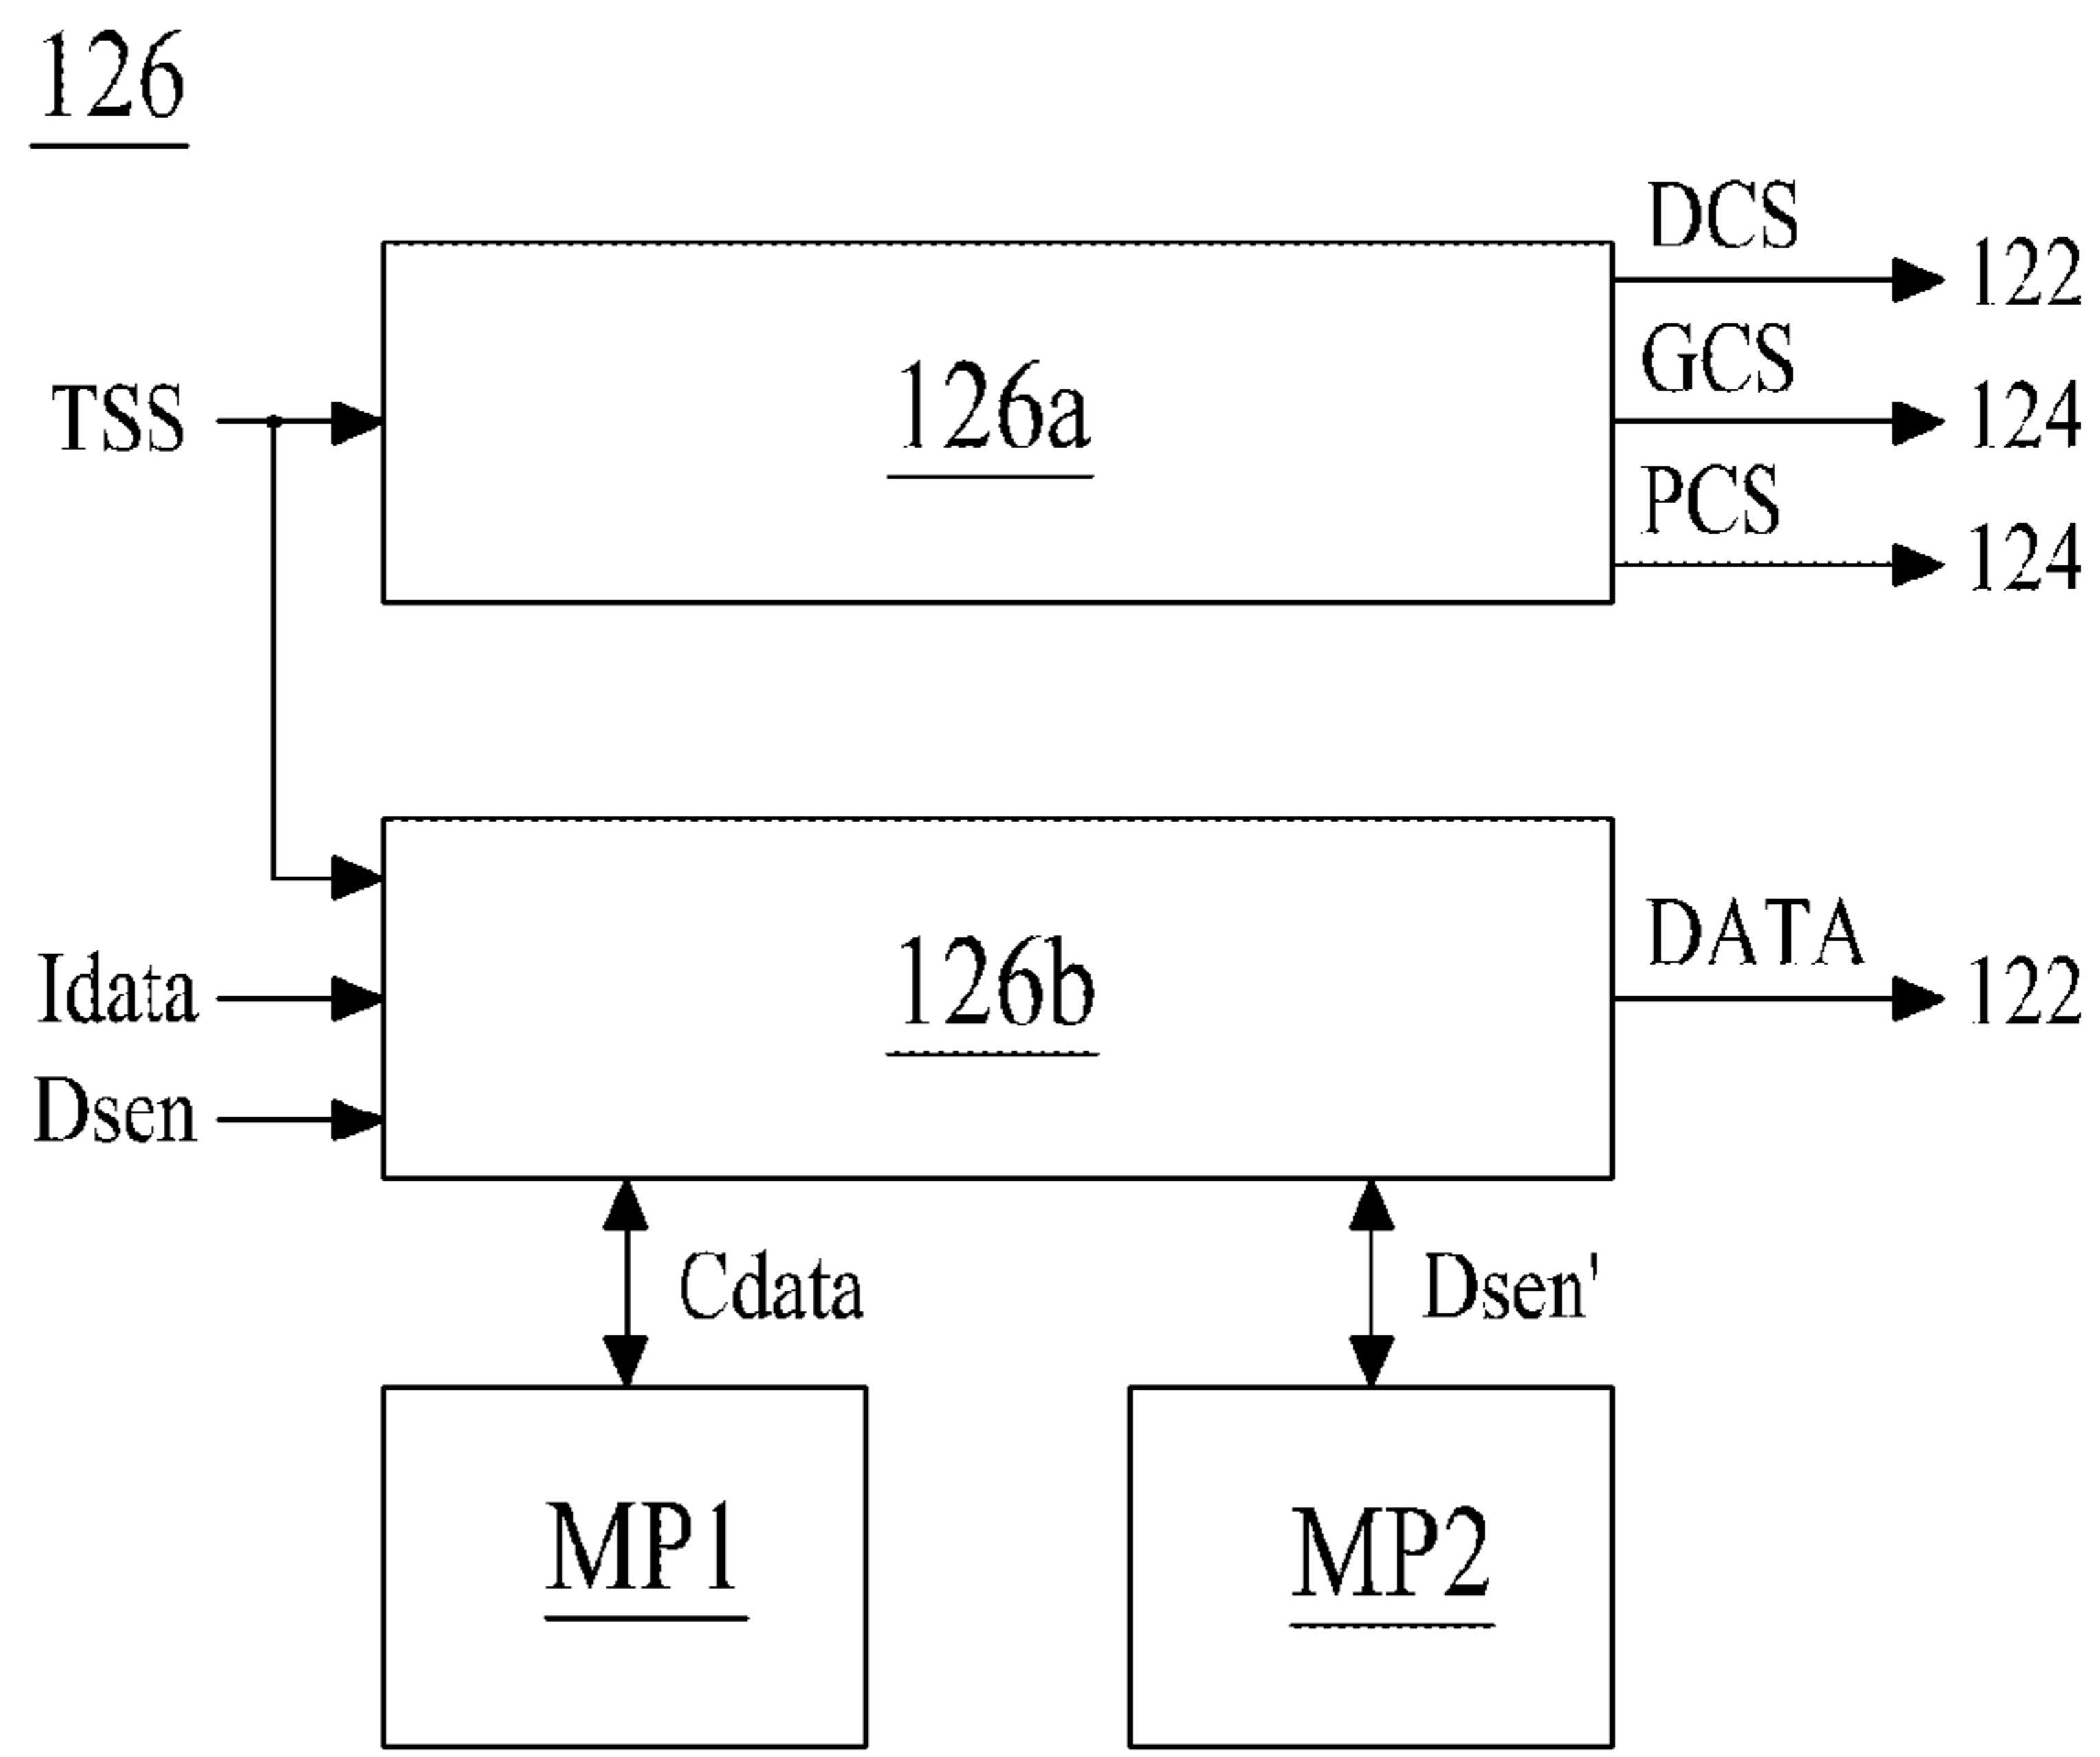 126
DCS
122
GCS
TSS
126a
124
PCS
124
DATA
Idata
126b
122
Dsen
Cdata
Dsen'
MP1
MP2